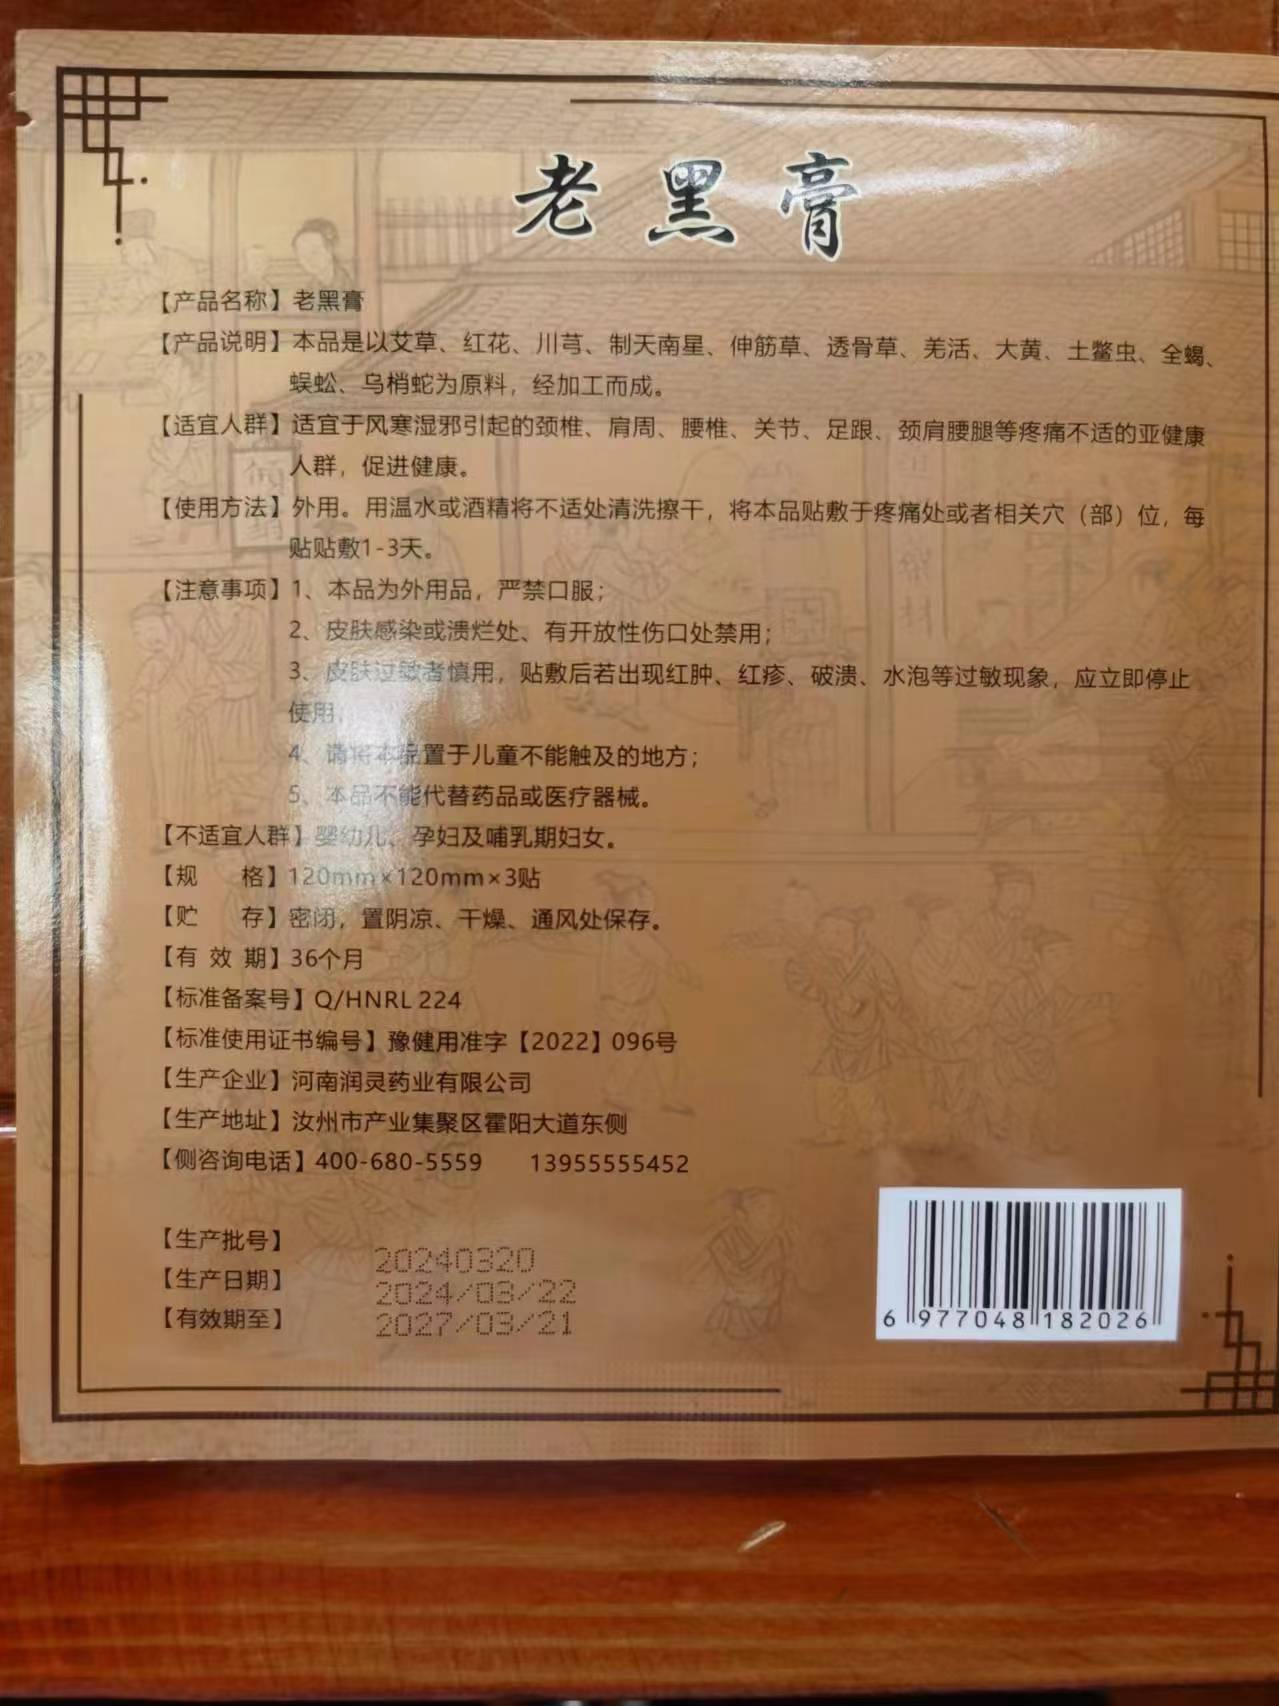 老黑膏
【产品名称】老黑膏
【产品说明】本品是以艾草、红花、川芎、制天南星、伸筋草、透骨草、羌活、大黄、土鳖虫、全蝎、
蜈蚣、乌梢蛇为原料，经加工而成。
【适宜人群】适宜于风寒湿邪引起的颈椎、肩周、腰椎、关节、足跟、颈肩腰腿等疼痛不适的亚健康
人群，促进健康。
【使用方法】外用。用温水或酒精将不适处清洗擦干，将本品贴敷于疼痛处或者相关穴（部）位，每
贴贴敷1-3天。
【注意事项】1、本品为外用品，严禁口服；
2、皮肤感染或溃烂处、有开放性伤口处禁用；
3、皮肤过敏者慎用，贴敷后若出现红肿、红疹、破溃、水泡等过敏现象，应立即停止
使用，
4、请将本品置于儿童不能触及的地方；
5、本品不能代替药品或医疗器械。
【不适宜人群】婴幼儿、孕妇及哺乳期妇女。
【规 格】120mm×120mm×3贴
【贮 存】密闭，置阴凉、干燥、通风处保存。
【有 效 期】36个月
【标准备案号】Q/HNRL 224
【标准使用证书编号】豫健用准字【2022】096号
【生产企业】河南润灵药业有限公司
【生产地址】汝州市产业集聚区霍阳大道东侧
【侧咨询电话】400-680-5559 13955555452
【生产批号】 20240320
【生产日期】 2024/03/22
【有效期至】 2027/03/21
6 977048 182026